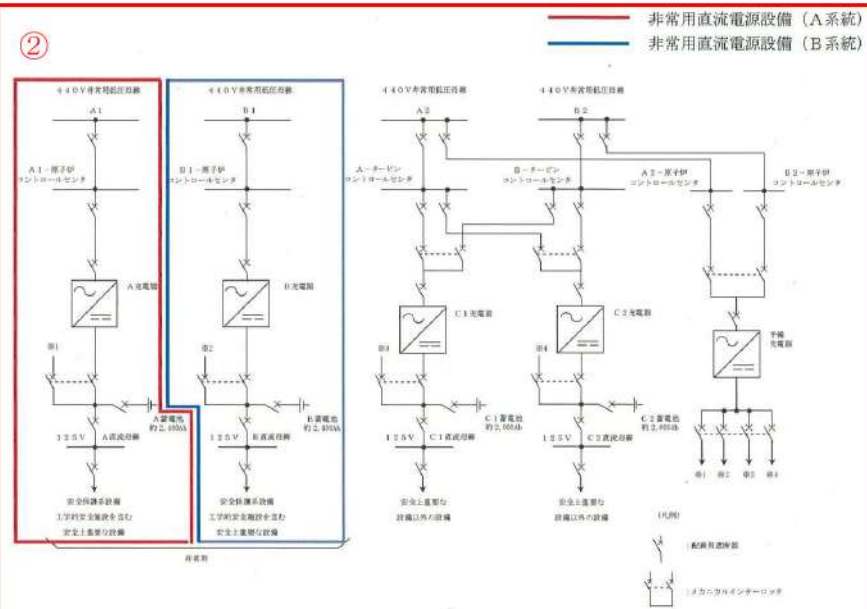 ②
非常用直流電源設備（A系統）
非常用直流電源設備（B系統）
440V非常用低圧母線
A1
440V非常用低圧母線
B1
440V非常用低圧母線
A2
440V非常用低圧母線
B2
A1－原子炉
コントロールセンタ
B1－原子炉
コントロールセンタ
A－タービン
コントロールセンタ
B－タービン
コントロールセンタ
A2－原子炉
コントロールセンタ
B2－原子炉
コントロールセンタ
A充電器
B充電器
C1充電器
C2充電器
予備
充電器
※1
※2
※3
※4
A蓄電池
約2,400Ah
B蓄電池
約2,400Ah
C1蓄電池
約2,000Ah
C2蓄電池
約2,000Ah
125V A直流母線
125V B直流母線
125V C1直流母線
125V C2直流母線
※1 ※2 ※3 ※4
安全保護系設備
工学的安全施設を含む
安全上重要な設備
安全保護系設備
工学的安全施設を含む
安全上重要な設備
安全上重要な
設備以外の設備
安全上重要な
設備以外の設備
非常用
(凡例)
:配線用遮断器
:メカニカルインターロック